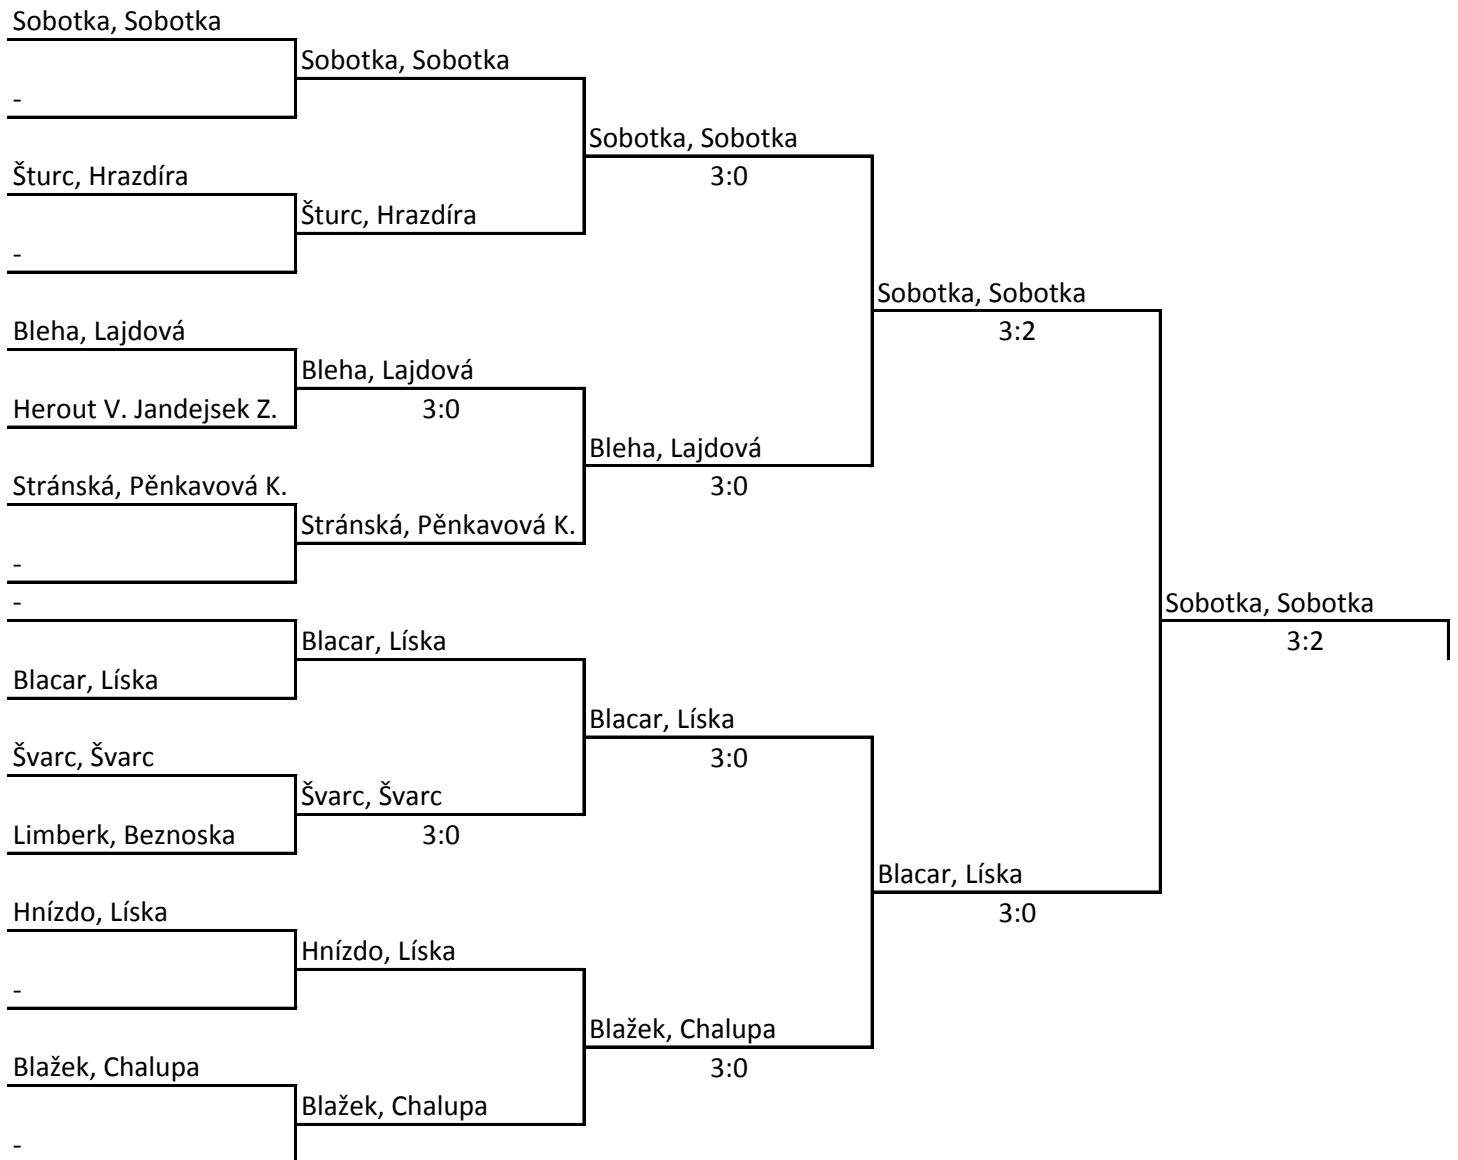 Sobotka, Sobotka
Sobotka, Sobotka
-
Sobotka, Sobotka
Šturc, Hrazdíra
3:0
Šturc, Hrazdíra
-
Sobotka, Sobotka
Bleha, Lajdová
3:2
Bleha, Lajdová
Herout V. Jandejsek Z.
3:0
Bleha, Lajdová
Stránská, Pěnkavová K.
3:0
Stránská, Pěnkavová K.
-
-
Sobotka, Sobotka
Blacar, Líska
3:2
Blacar, Líska
Blacar, Líska
Švarc, Švarc
3:0
Švarc, Švarc
Limberk, Beznoska
3:0
Blacar, Líska
Hnízdo, Líska
3:0
Hnízdo, Líska
-
Blažek, Chalupa
Blažek, Chalupa
3:0
Blažek, Chalupa
-